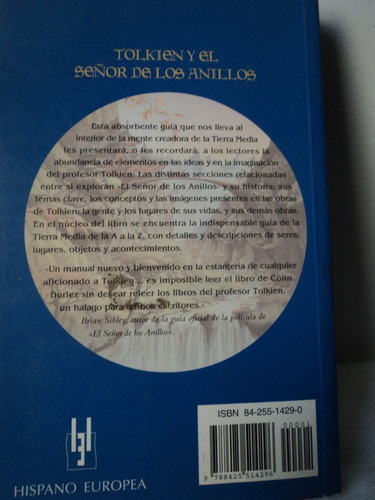 TOLKIEN Y EL
SEÑOR DE LOS ANILLOS
Esta absorbente guía que nos lleva al
interior de la mente creadora de la Tierra Media
les presentará, o les recordará, a los lectores la
abundancia de elementos en las ideas y en la imaginación
del profesor Tolkien. Las distintas secciones relacionadas
entre sí exploran «El Señor de los Anillos» y su historia; sus
temas clave, los conceptos y las imágenes presentes en las obras
de Tolkien; la gente y los lugares de sus vidas, y sus demás obras.
En el núcleo del libro se encuentra la indispensable guía de la
Tierra Media de la A a la Z, con detalles y descripciones de seres,
lugares, objetos y acontecimientos.
«Un manual nuevo y bienvenido en la estantería de cualquier
aficionado a Tolkien... es imposible leer el libro de Colin
Duriez sin desear releer los libros del profesor Tolkien,
un halago para ambos escritores.»
Brian Sibley, autor de la guía oficial de la película de
«El Señor de los Anillos».
ISBN 84-255-1429-0
00003
9 788425 514296
HISPANO EUROPEA